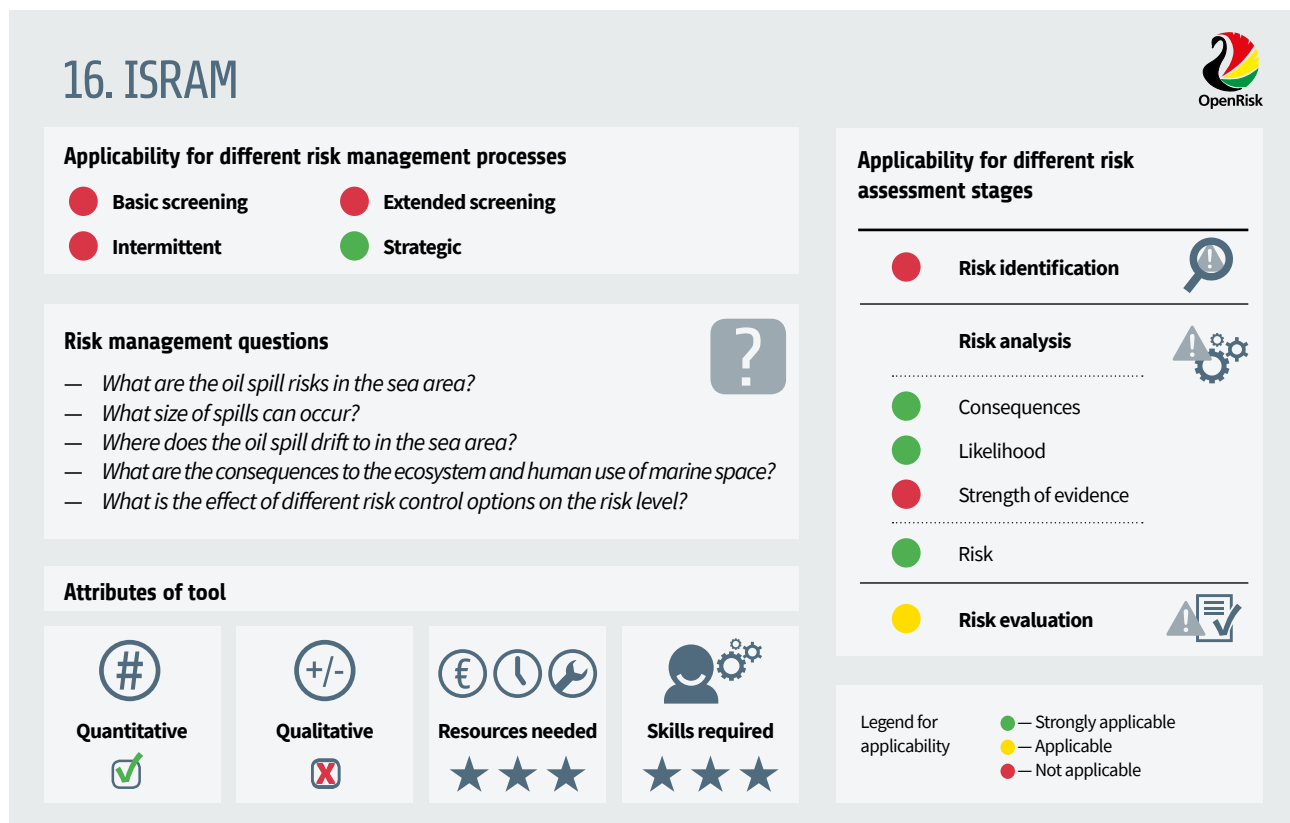 16. ISRAM
OpenRisk
Applicability for different risk management processes
Basic screening
Extended screening
Intermittent
Strategic
Risk management questions
?
— What are the oil spill risks in the sea area?
— What size of spills can occur?
— Where does the oil spill drift to in the sea area?
— What are the consequences to the ecosystem and human use of marine space?
— What is the effect of different risk control options on the risk level?
Attributes of tool
#
Quantitative
+/-
Qualitative
€
Resources needed
Skills required
Applicability for different risk
assessment stages
Risk identification
Risk analysis
Consequences
Likelihood
Strength of evidence
Risk
Risk evaluation
Legend for
applicability
— Strongly applicable
— Applicable
— Not applicable